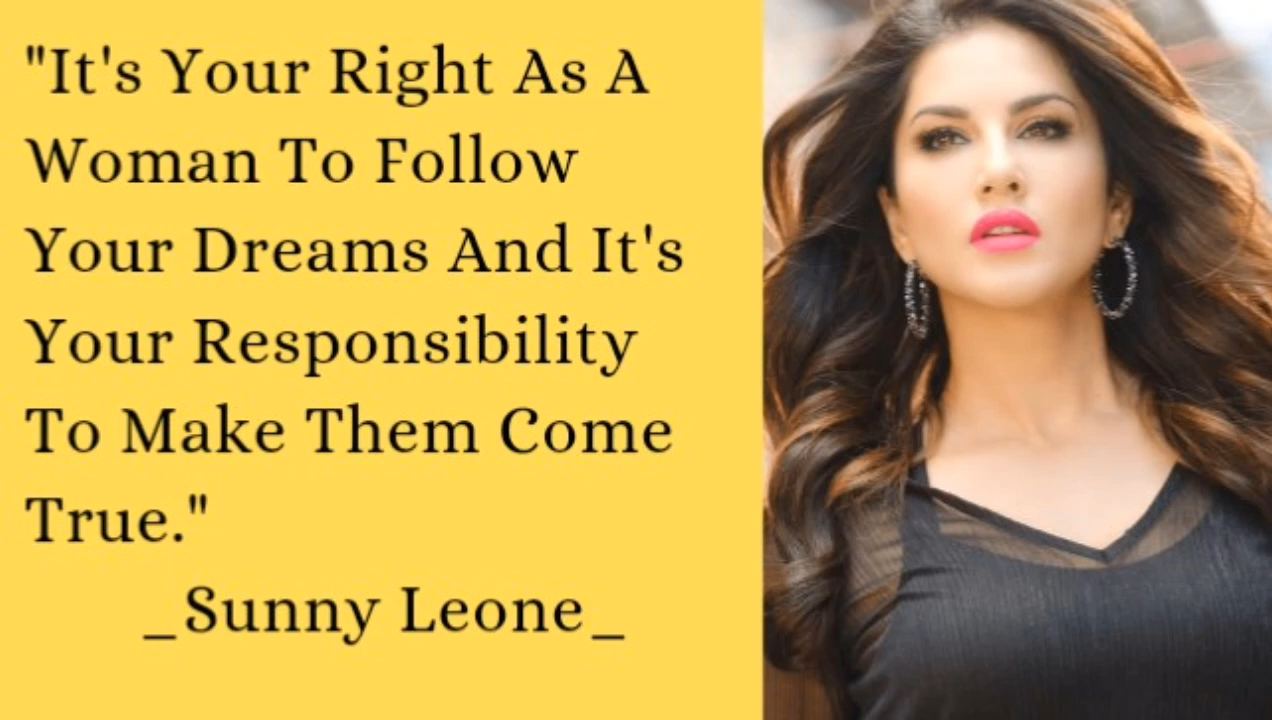 "It's Your Right As A
Woman To Follow
Your Dreams And It's
Your Responsibility
To Make Them Come
True."
_Sunny Leone_